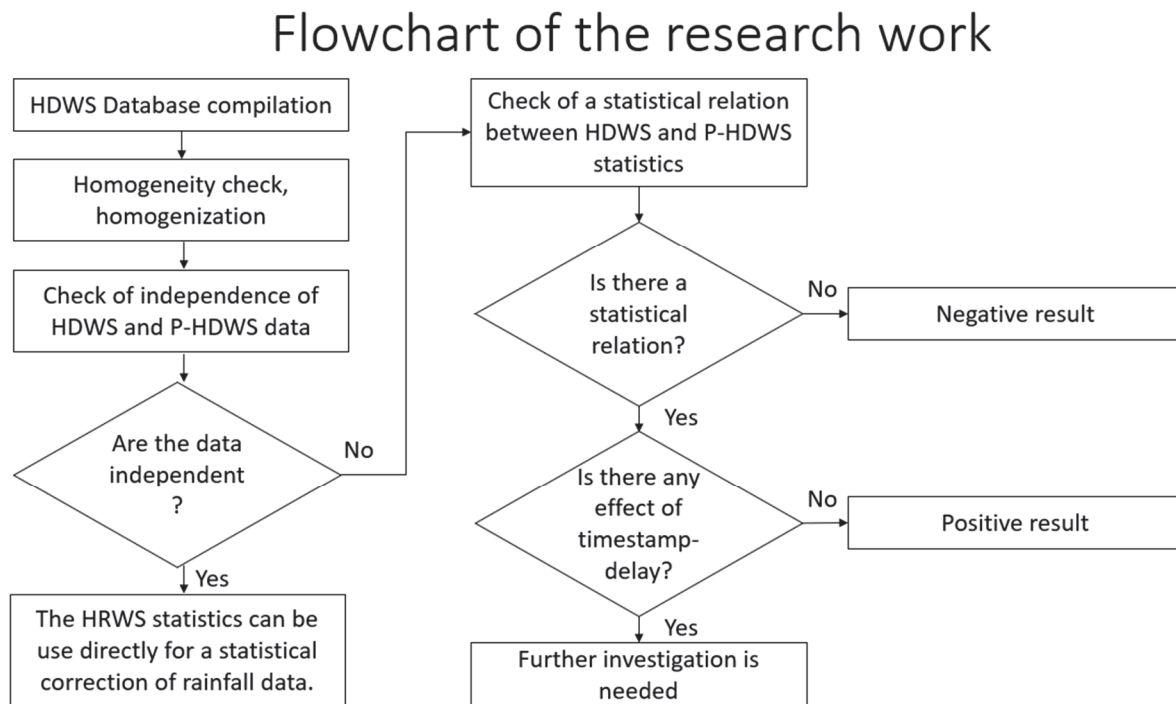 Flowchart of the research work
HDWS Database compilation
Homogeneity check,
homogenization
Check of independence of
HDWS and P-HDWS data
Are the data
independent
?
No
Yes
The HRWS statistics can be
use directly for a statistical
correction of rainfall data.
Check of a statistical relation
between HDWS and P-HDWS
statistics
Is there a
statistical
relation?
No
Negative result
Yes
Is there any
effect of
timestamp-
delay?
No
Positive result
Yes
Further investigation is
needed